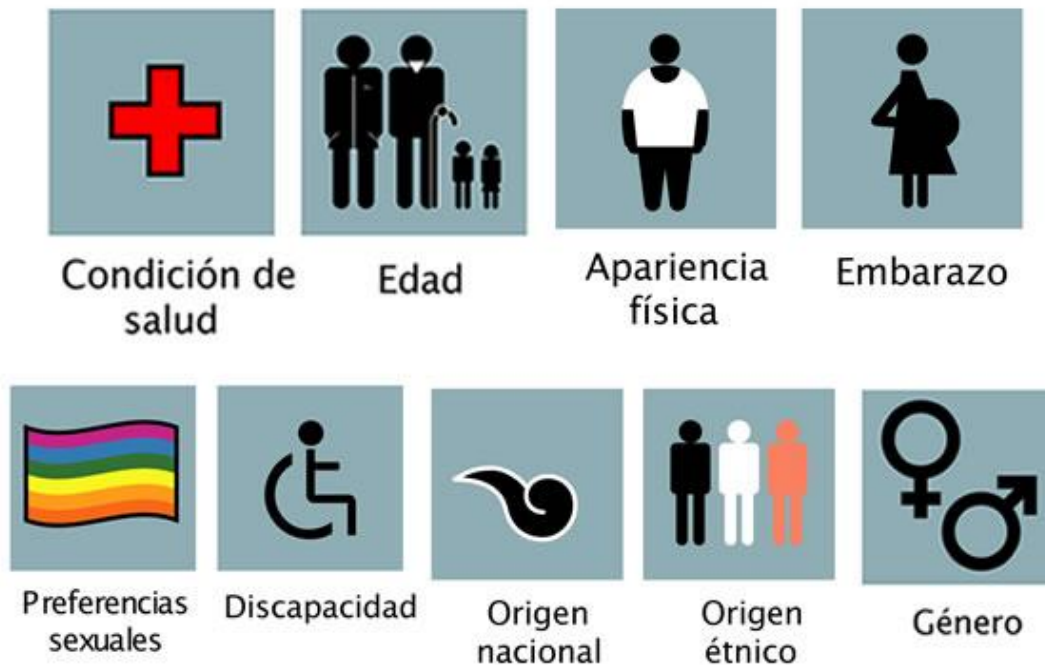 Condición de
salud
Edad
Apariencia
física
Embarazo
Preferencias
sexuales
Discapacidad
Origen
nacional
Origen
étnico
Género